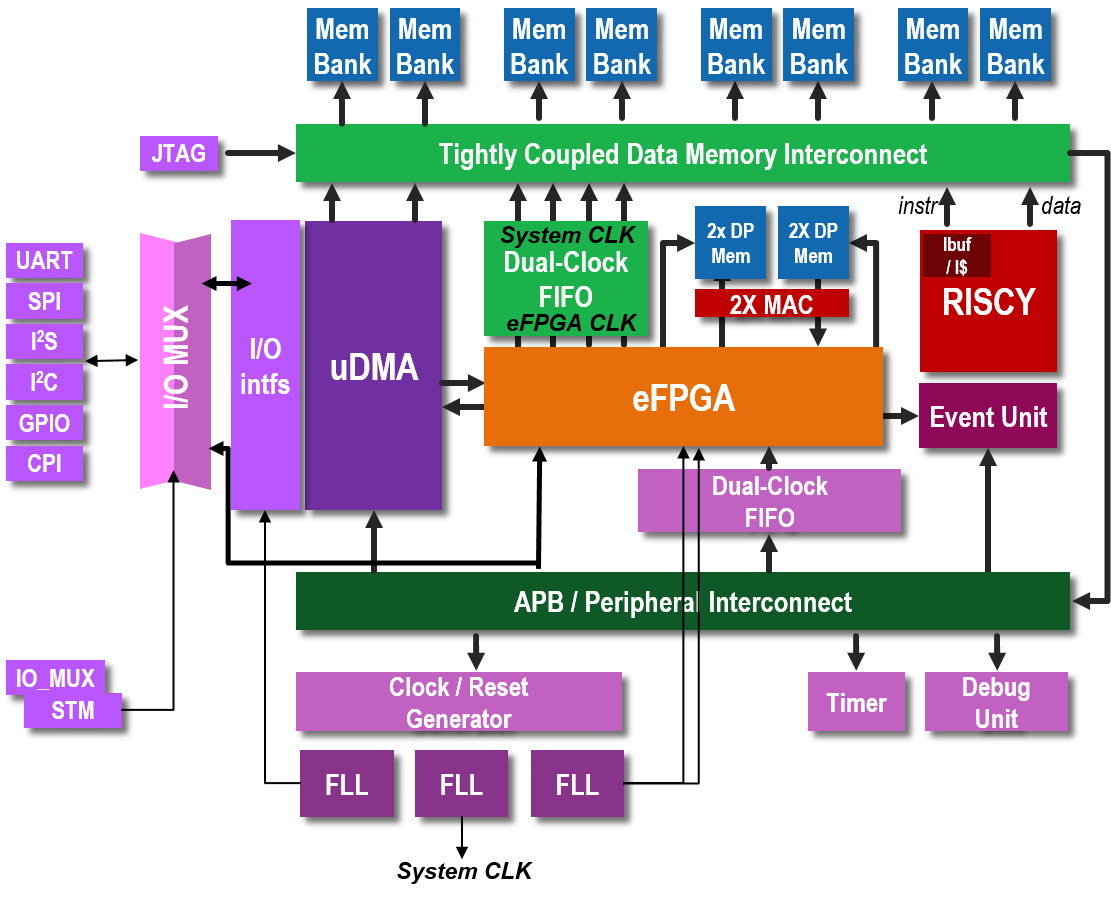 Mem
Bank
Mem
Bank
Mem
Bank
Mem
Bank
Mem
Bank
Mem
Bank
Mem
Bank
Mem
Bank
JTAG
Tightly Coupled Data Memory Interconnect
instr
data
UART
SPI
I²S
I²C
GPIO
CPI
I/O MUX
I/O
intfs
uDMA
System CLK
Dual-Clock
FIFO
eFPGA CLK
2x DP
Mem
2X DP
Mem
2X MAC
Ibuf
/ I$
RISCY
eFPGA
Event Unit
Dual-Clock
FIFO
APB / Peripheral Interconnect
IO_MUX
STM
Clock / Reset
Generator
Timer
Debug
Unit
FLL
FLL
FLL
System CLK